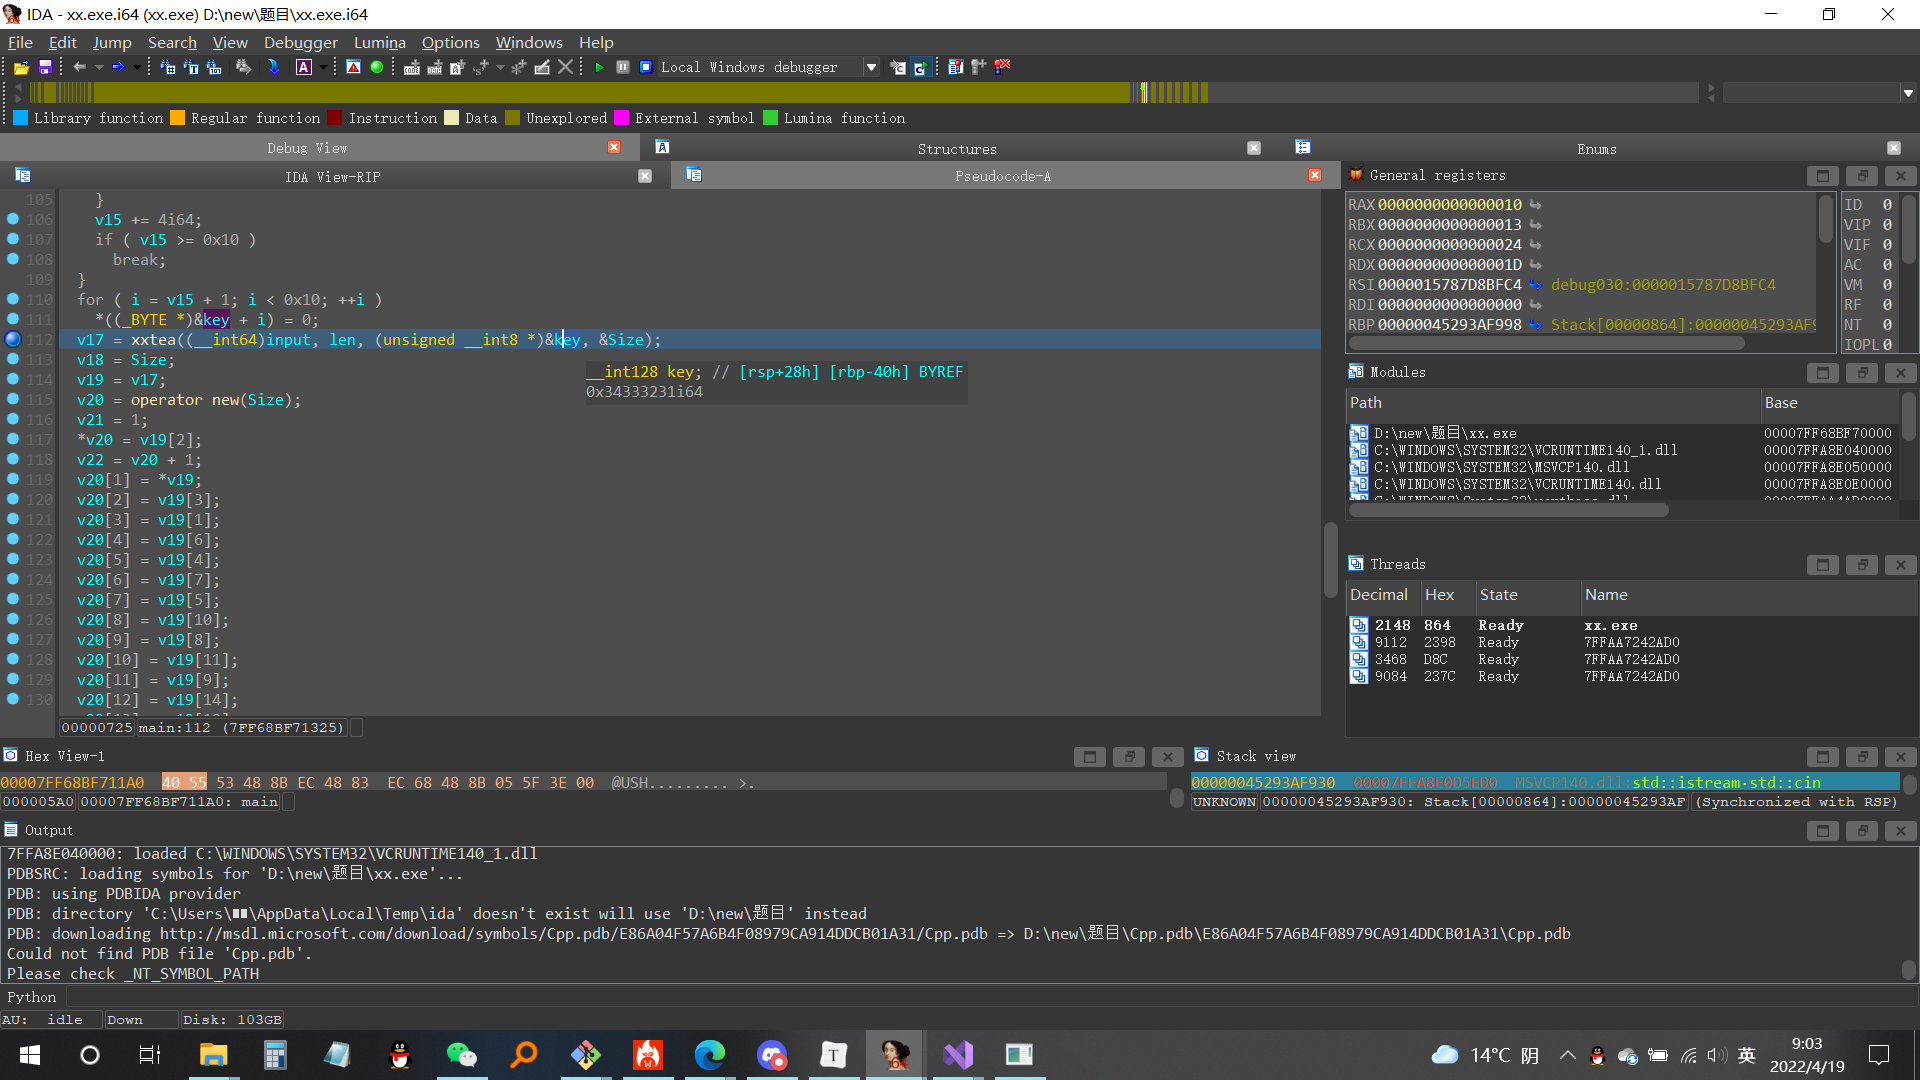 IDA - xx.exe.i64 (xx.exe) D:\new\题目\xx.exe.i64
File Edit Jump Search View Debugger Lumina Options Windows Help
Local Windows debugger
Library function Regular function Instruction Data Unexplored External symbol Lumina function
Debug View Structures Enums
IDA View-RIP Pseudocode-A
105 }
106 v15 += 4i64;
107 if ( v15 >= 0x10 )
108 break;
109 }
110 for ( i = v15 + 1; i < 0x10; ++i )
111 *((_BYTE *)&key + i) = 0;
112 v17 = xxtea((__int64)input, len, (unsigned __int8 *)&key, &Size);
113 v18 = Size;
114 v19 = v17;
115 v20 = operator new(Size);
116 v21 = 1;
117 *v20 = v19[2];
118 v22 = v20 + 1;
119 v20[1] = *v19;
120 v20[2] = v19[3];
121 v20[3] = v19[1];
122 v20[4] = v19[6];
123 v20[5] = v19[4];
124 v20[6] = v19[7];
125 v20[7] = v19[5];
126 v20[8] = v19[10];
127 v20[9] = v19[8];
128 v20[10] = v19[11];
129 v20[11] = v19[9];
130 v20[12] = v19[14];
__int128 key; // [rsp+28h] [rbp-40h] BYREF
0x34333231i64
00000725 main:112 (7FF68BF71325)
General registers
RAX 0000000000000010
RBX 0000000000000013
RCX 0000000000000024
RDX 000000000000001D
RSI 0000015787D8BFC4 debug030:0000015787D8BFC4
RDI 0000000000000000
RBP 00000045293AF998 Stack[00000864]:00000045293AF9
ID 0
VIP 0
VIF 0
AC 0
VM 0
RF 0
NT 0
IOPL 0
Modules
Path Base
D:\new\题目\xx.exe 00007FF68BF70000
C:\WINDOWS\SYSTEM32\VCRUNTIME140_1.dll 00007FFA8E040000
C:\WINDOWS\SYSTEM32\MSVCP140.dll 00007FFA8E050000
C:\WINDOWS\SYSTEM32\VCRUNTIME140.dll 00007FFA8E0E0000
Threads
Decimal Hex State Name
2148 864 Ready xx.exe
9112 2398 Ready 7FFAA7242AD0
3468 D8C Ready 7FFAA7242AD0
9084 237C Ready 7FFAA7242AD0
Hex View-1
00007FF68BF711A0 40 55 53 48 8B EC 48 83 EC 68 48 8B 05 5F 3E 00 @USH......... >.
000005A0 00007FF68BF711A0: main
Stack view
00000045293AF930 00007FFA8E0D5ED0 MSVCP140.dll:std::istream·std::cin
UNKNOWN 00000045293AF930: Stack[00000864]:00000045293AF (Synchronized with RSP)
Output
7FFA8E040000: loaded C:\WINDOWS\SYSTEM32\VCRUNTIME140_1.dll
PDBSRC: loading symbols for 'D:\new\题目\xx.exe'...
PDB: using PDBIDA provider
PDB: directory 'C:\Users\\AppData\Local\Temp\ida' doesn't exist will use 'D:\new\题目' instead
PDB: downloading http://msdl.microsoft.com/download/symbols/Cpp.pdb/E86A04F57A6B4F08979CA914DDCB01A31/Cpp.pdb => D:\new\题目\Cpp.pdb\E86A04F57A6B4F08979CA914DDCB01A31\Cpp.pdb
Could not find PDB file 'Cpp.pdb'.
Please check _NT_SYMBOL_PATH
Python
AU: idle Down Disk: 103GB
14°C 阴 英 9:03
2022/4/19